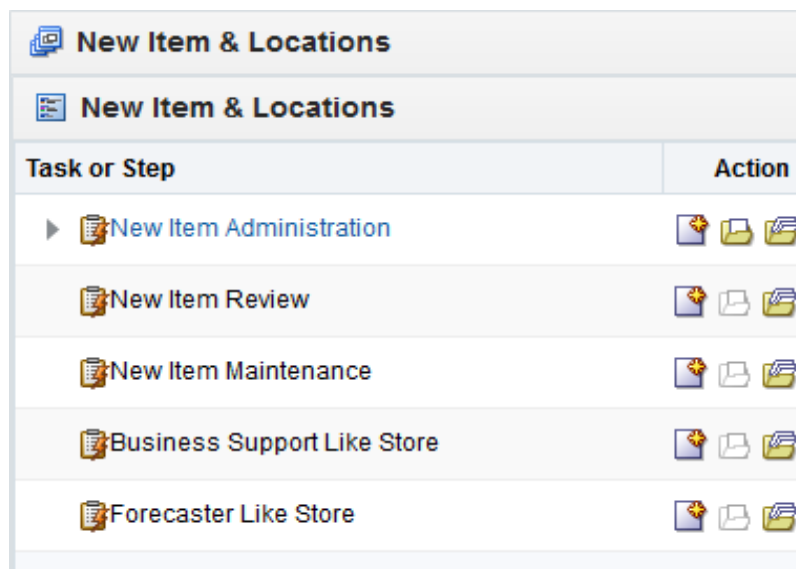 New Item & Locations
New Item & Locations
Task or Step Action
New Item Administration
New Item Review
New Item Maintenance
Business Support Like Store
Forecaster Like Store